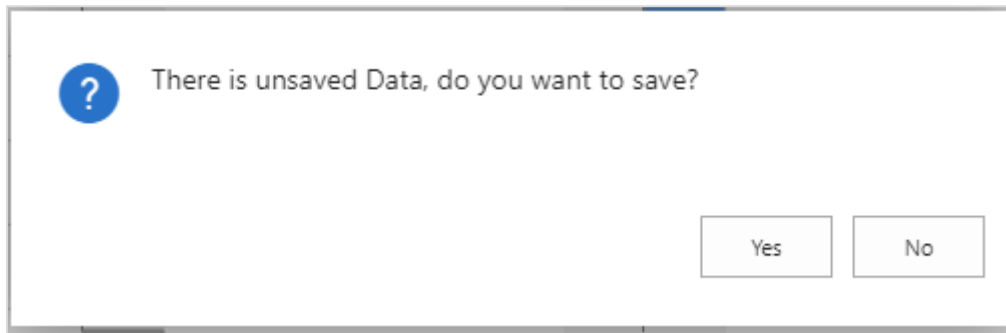 ?
There is unsaved Data, do you want to save?
Yes
No